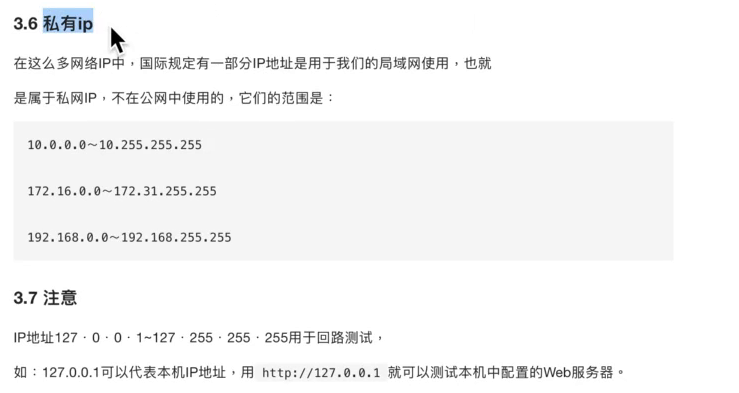 3.6 私有ip
在这么多网络IP中，国际规定有一部分IP地址是用于我们的局域网使用，也就
是属于私网IP，不在公网中使用的，它们的范围是：
10.0.0.0～10.255.255.255
172.16.0.0～172.31.255.255
192.168.0.0～192.168.255.255
3.7 注意
IP地址127．0．0．1~127．255．255．255用于回路测试，
如：127.0.0.1可以代表本机IP地址，用 http://127.0.0.1 就可以测试本机中配置的Web服务器。